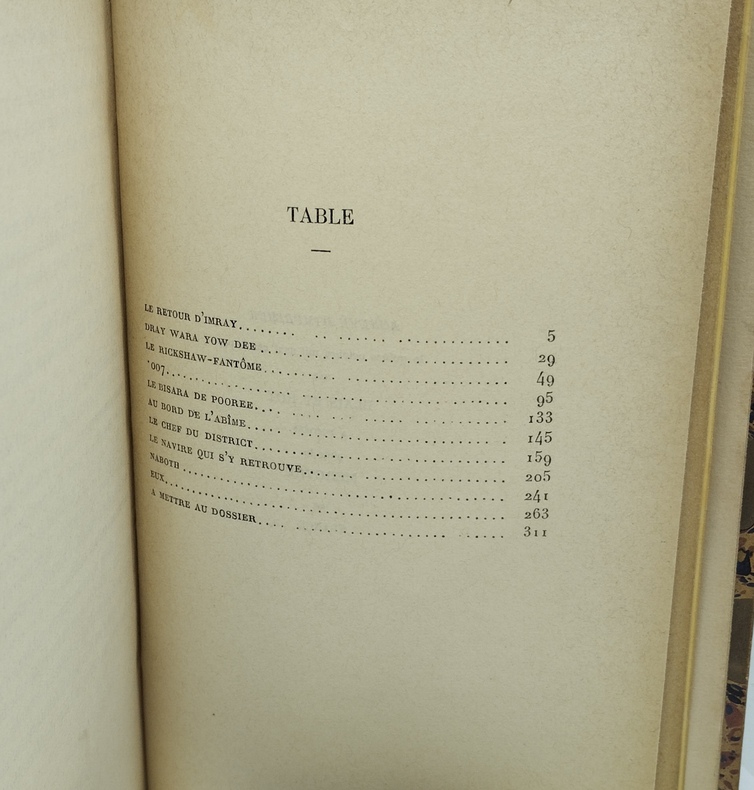 TABLE
LE RETOUR D'IMRAY........ .. ... .. ............ 5
DRAY WARA YOW DEE ............................ 29
LE RICKSHAW-FANTÔME............................ 49
·007............................................ 95
LE BISARA DE POOREE............................ 133
AU BORD DE L'ABÎME............................. 145
LE CHEF DU DISTRICT............................ 159
LE NAVIRE QUI S'Y RETROUVE..................... 205
NABOTH ........................................ 241
EUX............................................ 263
A METTRE AU DOSSIER............................ 311